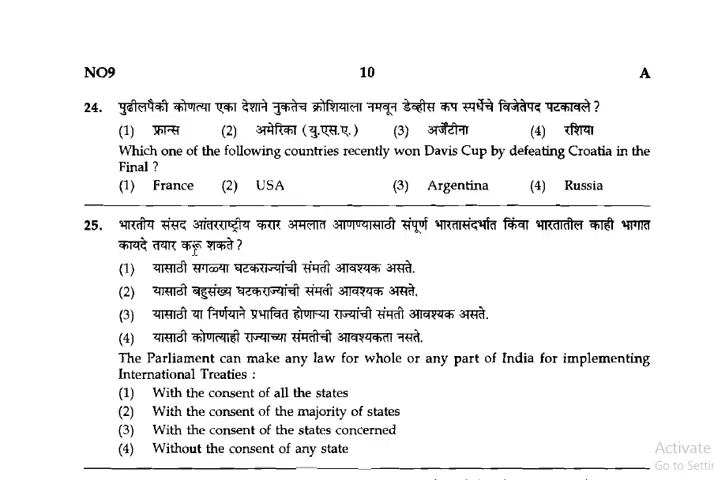 NO9 10 A
24. पुढीलपैकी कोणत्या एका देशाने नुकतेच क्रोशियाला नमवून डेव्हीस कप स्पर्धेचे विजेतेपद पटकावले ?
(1) फ्रान्स (2) अमेरिका (यु.एस.ए.) (3) अर्जेंटीना (4) रशिया
Which one of the following countries recently won Davis Cup by defeating Croatia in the
Final ?
(1) France (2) USA (3) Argentina (4) Russia
25. भारतीय संसद आंतरराष्ट्रीय करार अमलात आणण्यासाठी संपूर्ण भारतासंदर्भात किंवा भारतातील काही भागात
कायदे तयार करू शकते ?
(1) यासाठी सगळ्या घटकराज्यांची संमती आवश्यक असते.
(2) यासाठी बहुसंख्य घटकराज्यांची संमती आवश्यक असते.
(3) यासाठी या निर्णयाने प्रभावित होणाऱ्या राज्यांची संमती आवश्यक असते.
(4) यासाठी कोणत्याही राज्याच्या संमतीची आवश्यकता नसते.
The Parliament can make any law for whole or any part of India for implementing
International Treaties :
(1) With the consent of all the states
(2) With the consent of the majority of states
(3) With the consent of the states concerned
(4) Without the consent of any state
Activate
Go to Settin